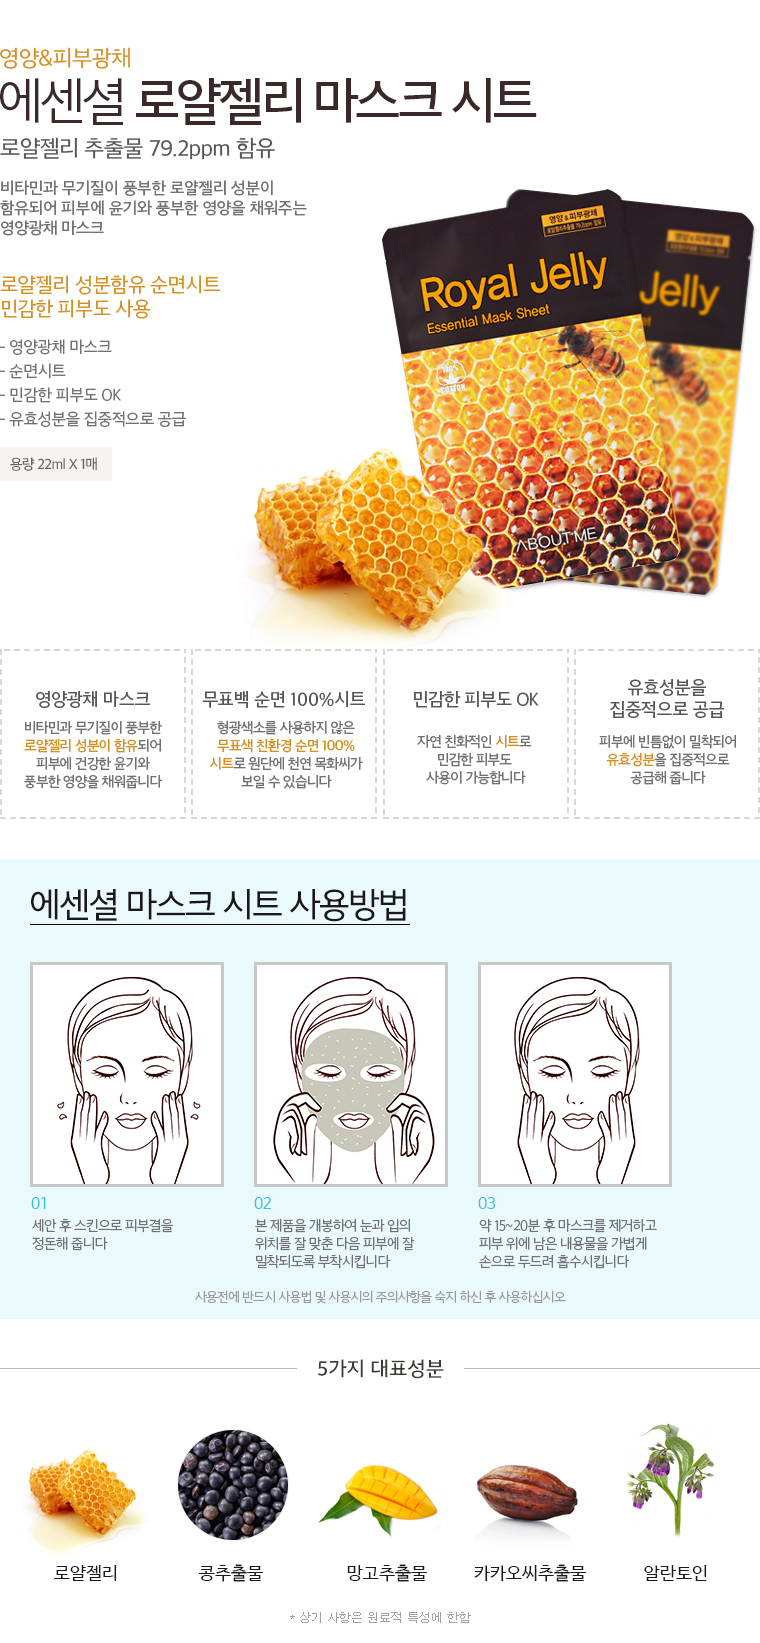 영양&피부광채
에센셜 로얄젤리 마스크 시트
로얄젤리 추출물 79.2ppm 함유
비타민과 무기질이 풍부한 로얄젤리 성분이
함유되어 피부에 윤기와 풍부한 영양을 채워주는
영양광채 마스크
로얄젤리 성분함유 순면시트
민감한 피부도 사용
- 영양광채 마스크
- 순면시트
- 민감한 피부도 OK
- 유효성분을 집중적으로 공급
용량 22ml X 1매
영양&피부광채
로얄젤리추출물 79.2ppm 함유
Royal Jelly
Essential Mask Sheet
100%
COTTON
ABOUT ME
영양&피부광채
Jelly
eet
영양광채 마스크
비타민과 무기질이 풍부한
로얄젤리 성분이 함유되어
피부에 건강한 윤기와
풍부한 영양을 채워줍니다
무표백 순면 100%시트
형광색소를 사용하지 않은
무표색 친환경 순면 100%
시트로 원단에 천연 목화씨가
보일 수 있습니다
민감한 피부도 OK
자연 친화적인 시트로
민감한 피부도
사용이 가능합니다
유효성분을
집중적으로 공급
피부에 빈틈없이 밀착되어
유효성분을 집중적으로
공급해 줍니다
에센셜 마스크 시트 사용방법
01
세안 후 스킨으로 피부결을
정돈해 줍니다
02
본 제품을 개봉하여 눈과 입의
위치를 잘 맞춘 다음 피부에 잘
밀착되도록 부착시킵니다
03
약 15~20분 후 마스크를 제거하고
피부 위에 남은 내용물을 가볍게
손으로 두드려 흡수시킵니다
사용전에 반드시 사용법 및 사용시의 주의사항을 숙지 하신 후 사용하십시오
5가지 대표성분
로얄젤리
콩추출물
망고추출물
카카오씨추출물
알란토인
* 상기 사항은 원료적 특성에 한함